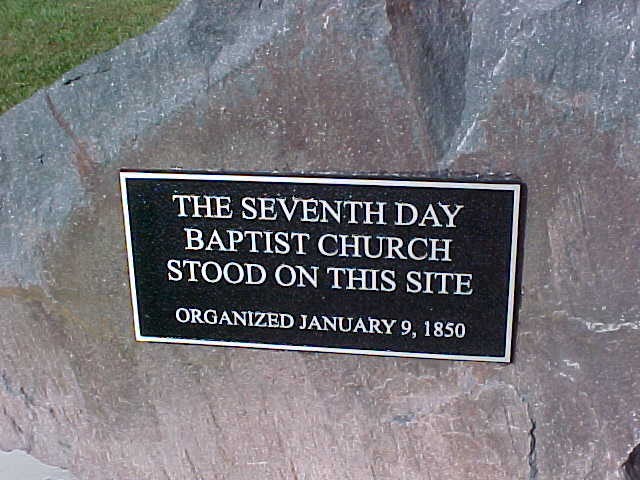 THE SEVENTH DAY
BAPTIST CHURCH
STOOD ON THIS SITE
ORGANIZED JANUARY 9, 1850